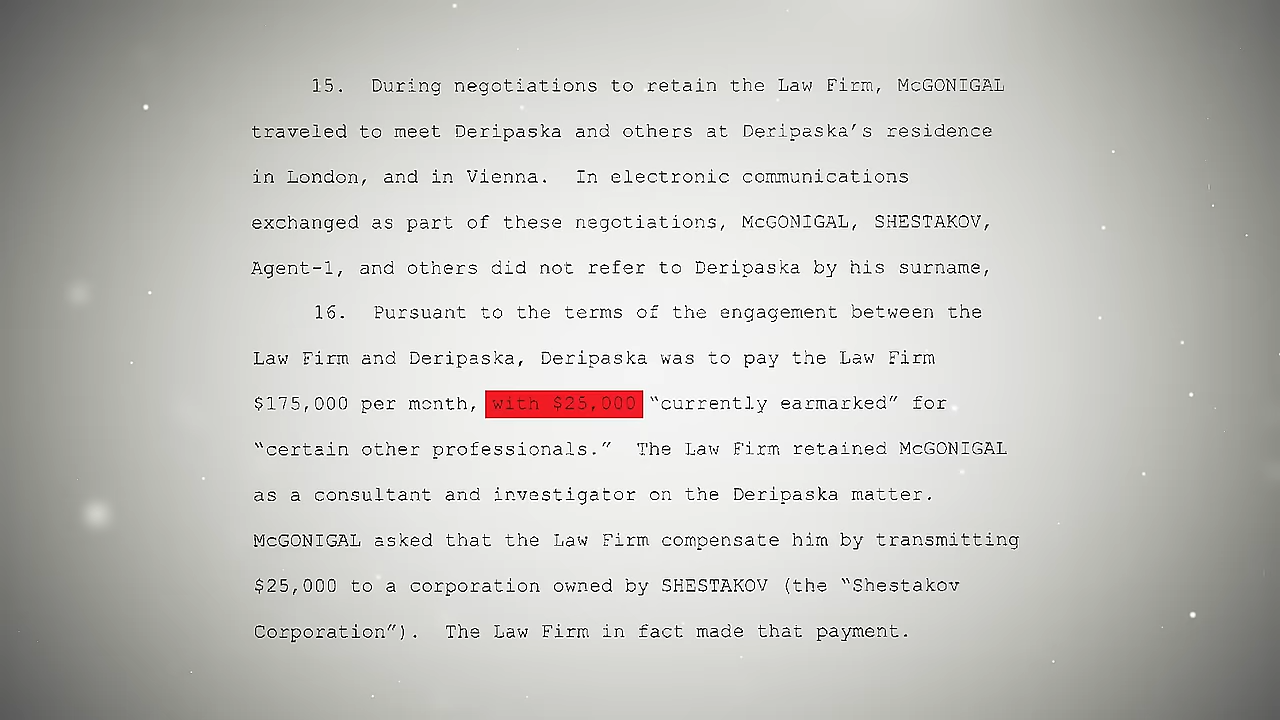 15. During negotiations to retain the Law Firm, McGONIGAL
traveled to meet Deripaska and others at Deripaska's residence
in London, and in Vienna. In electronic communications
exchanged as part of these negotiations, McGONIGAL, SHESTAKOV,
Agent-1, and others did not refer to Deripaska by his surname,
16. Pursuant to the terms of the engagement between the
Law Firm and Deripaska, Deripaska was to pay the Law Firm
$175,000 per month, with $25,000 “currently earmarked” for
“certain other professionals.” The Law Firm retained McGONIGAL
as a consultant and investigator on the Deripaska matter.
McGONIGAL asked that the Law Firm compensate him by transmitting
$25,000 to a corporation owned by SHESTAKOV (the “Shestakov
Corporation”). The Law Firm in fact made that payment.